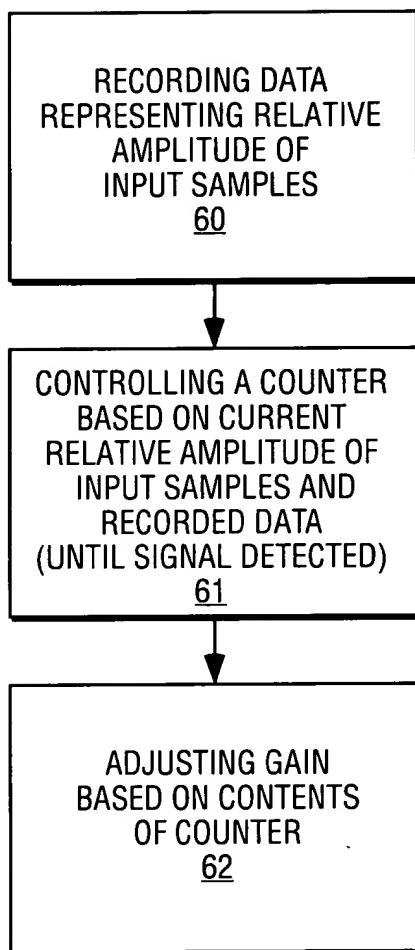 RECORDING DATA
REPRESENTING RELATIVE
AMPLITUDE OF
INPUT SAMPLES
60
CONTROLLING A COUNTER
BASED ON CURRENT
RELATIVE AMPLITUDE OF
INPUT SAMPLES AND
RECORDED DATA
(UNTIL SIGNAL DETECTED)
61
ADJUSTING GAIN
BASED ON CONTENTS
OF COUNTER
62